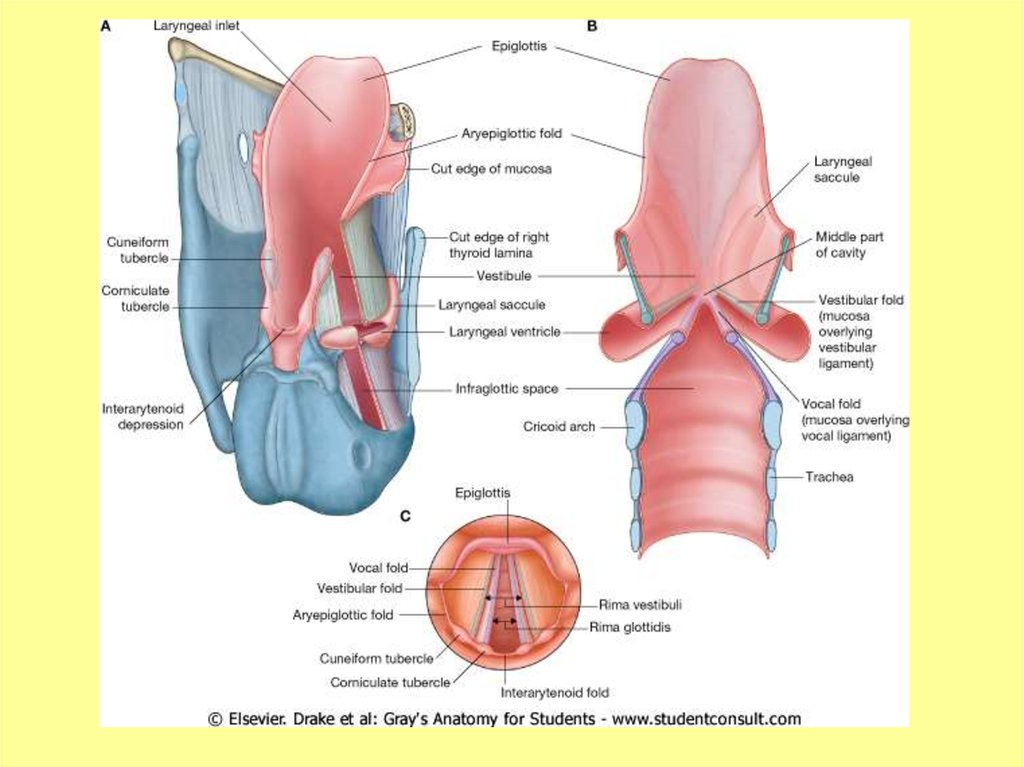 A
Laryngeal inlet
B
Epiglottis
Aryepiglottic fold
Cut edge of mucosa
Laryngeal
saccule
Cuneiform
tubercle
Cut edge of right
thyroid lamina
Middle part
of cavity
Vestibule
Corniculate
tubercle
Laryngeal saccule
Vestibular fold
(mucosa
overlying
vestibular
ligament)
Laryngeal ventricle
Infraglottic space
Interarytenoid
depression
Vocal fold
(mucosa overlying
vocal ligament)
Cricoid arch
Trachea
Epiglottis
C
Vocal fold
Vestibular fold
Aryepiglottic fold
Rima vestibuli
Rima glottidis
Cuneiform tubercle
Corniculate tubercle
Interarytenoid fold
© Elsevier. Drake et al: Gray's Anatomy for Students - www.studentconsult.com